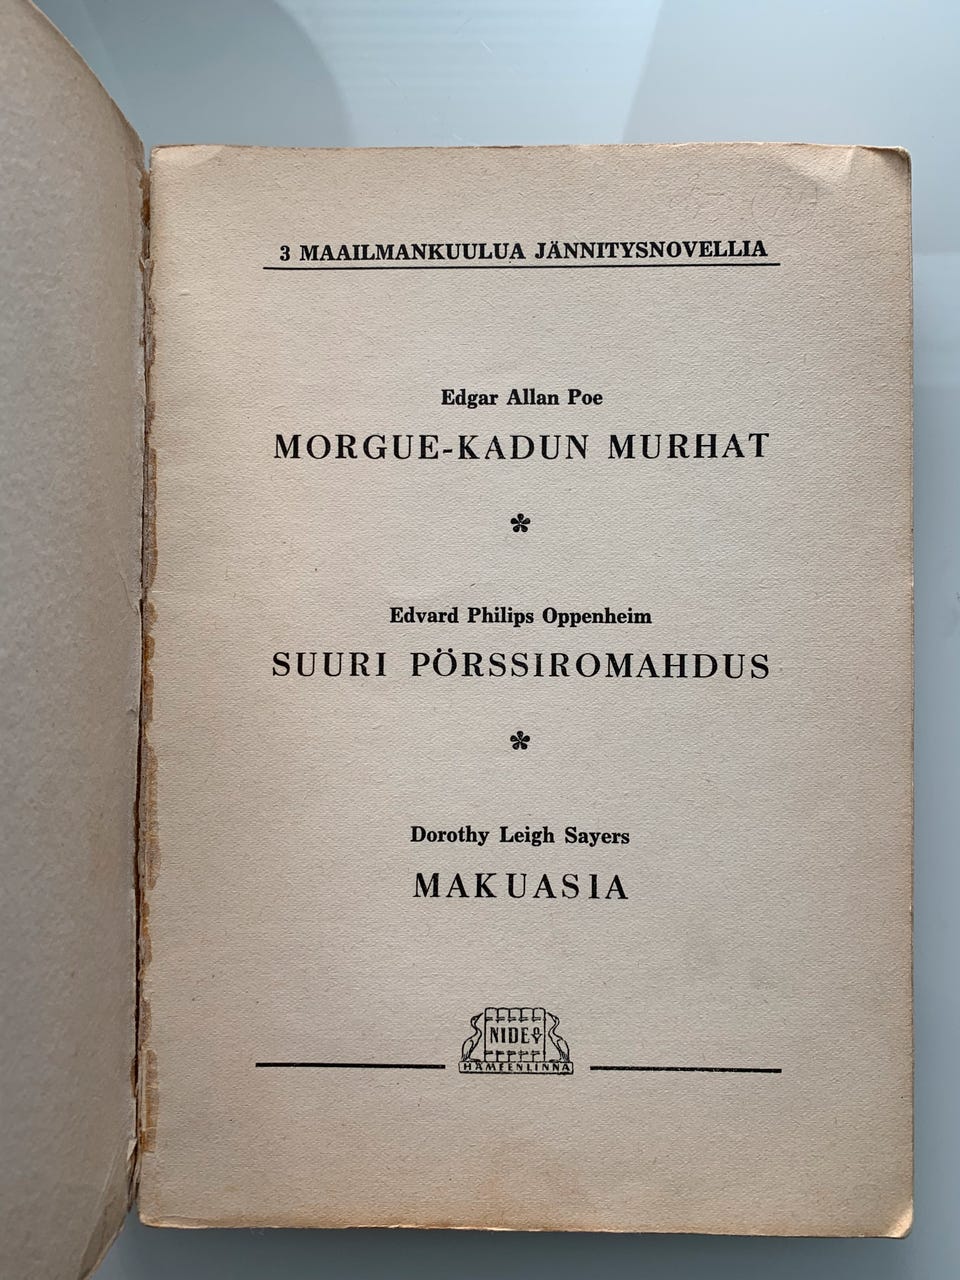 3 MAAILMANKUULUA JÄNNITYSNOVELLIA
Edgar Allan Poe
MORGUE-KADUN MURHAT
Edvard Philips Oppenheim
SUURI PÖRSSIROMAHDUS
Dorothy Leigh Sayers
MAKUASIA
NIDE
HÄMEENLINNA